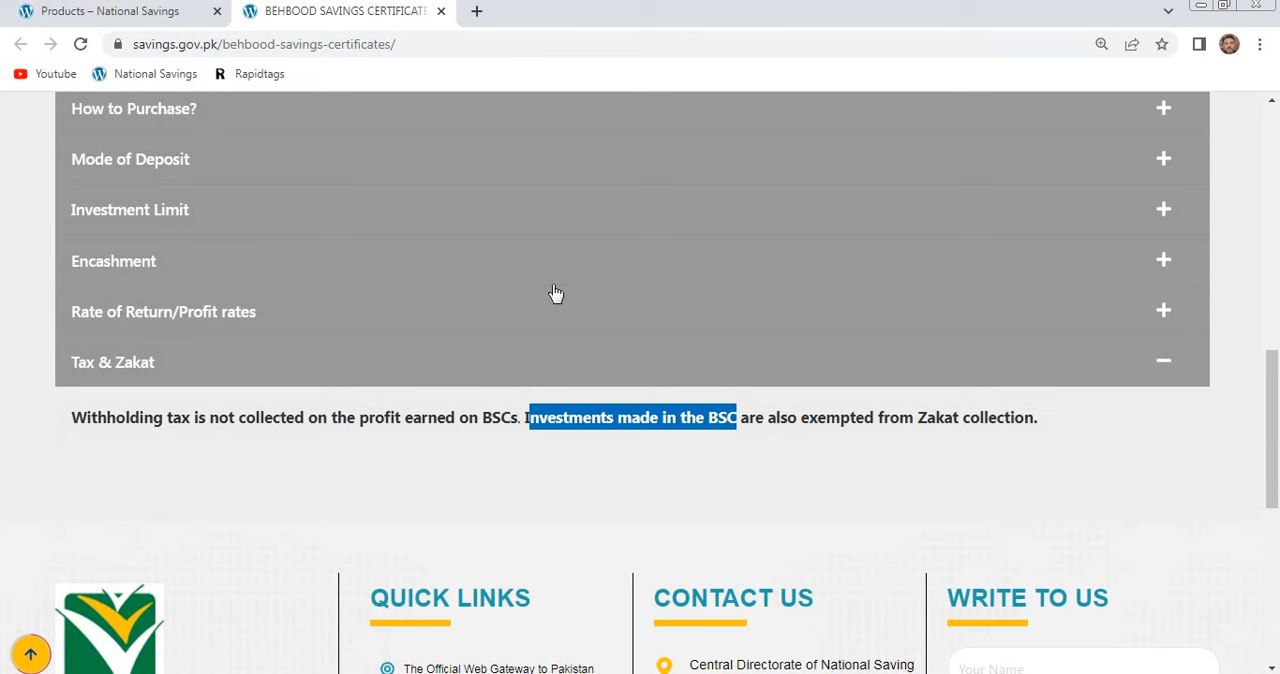 Products – National Savings
BEHBOOD SAVINGS CERTIFICATE
savings.gov.pk/behbood-savings-certificates/
Youtube
National Savings
R Rapidtags
How to Purchase?
Mode of Deposit
Investment Limit
Encashment
Rate of Return/Profit rates
Tax & Zakat
Withholding tax is not collected on the profit earned on BSCs. Investments made in the BSC are also exempted from Zakat collection.
QUICK LINKS
The Official Web Gateway to Pakistan
CONTACT US
Central Directorate of National Saving
WRITE TO US
Your Name